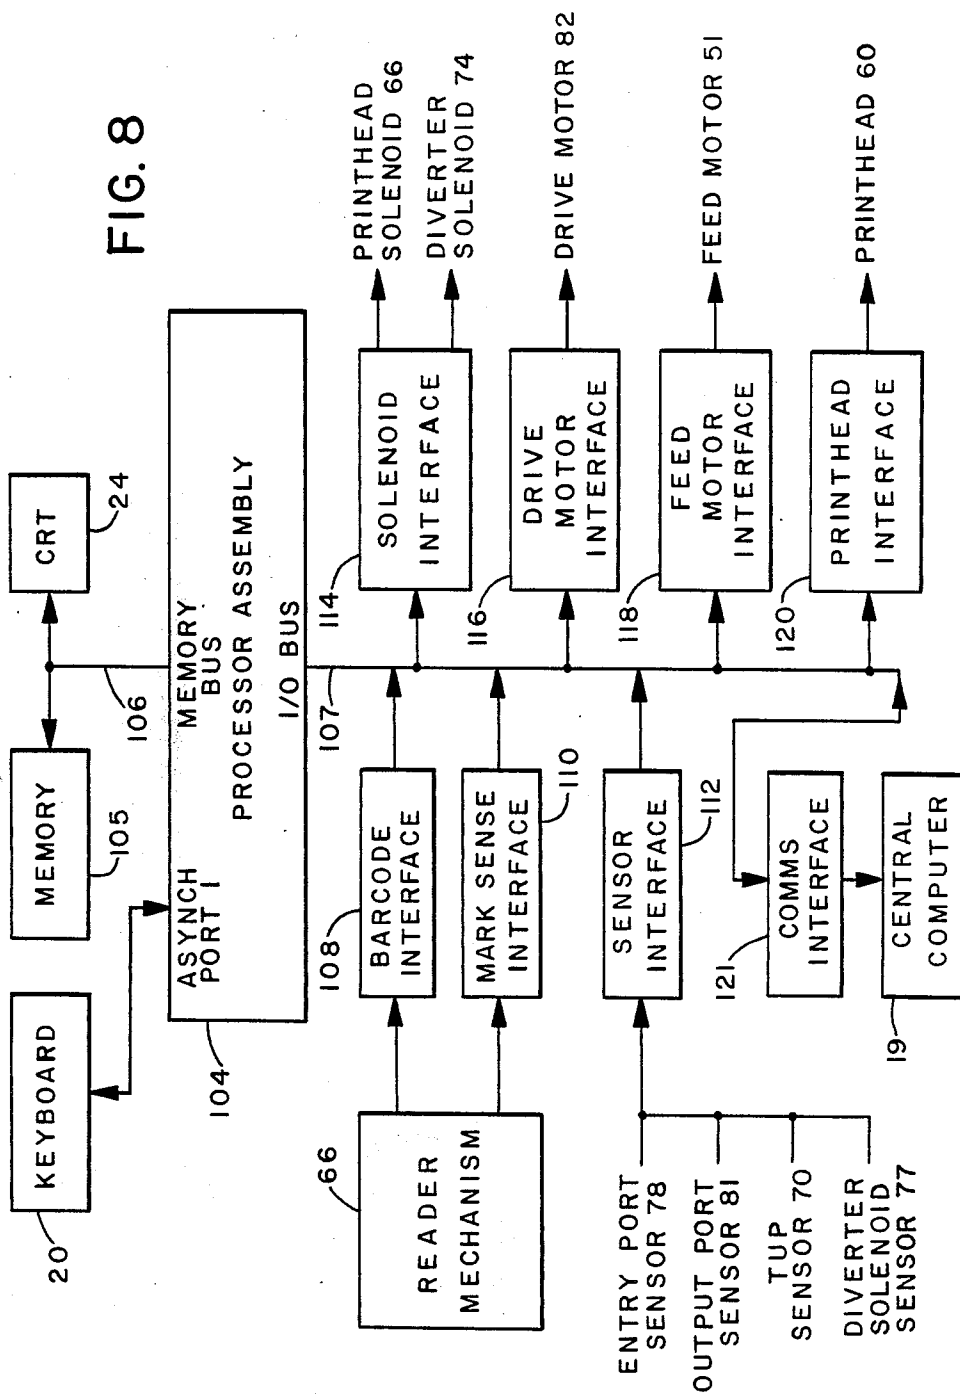 FIG. 8
KEYBOARD
20
MEMORY
105
CRT
24
106
ASYNCH
PORT 1
MEMORY
BUS
PROCESSOR ASSEMBLY
I/O BUS
104
107
READER
MECHANISM
66
BARCODE
INTERFACE
108
MARK SENSE
INTERFACE
110
SENSOR
INTERFACE
112
ENTRY PORT
SENSOR 78
OUTPUT PORT
SENSOR 81
TUP
SENSOR 70
DIVERTER
SOLENOID
SENSOR 77
COMMS
INTERFACE
121
CENTRAL
COMPUTER
19
SOLENOID
INTERFACE
114
PRINTHEAD
SOLENOID 66
DIVERTER
SOLENOID 74
DRIVE
MOTOR
INTERFACE
116
DRIVE MOTOR 82
FEED
MOTOR
INTERFACE
118
FEED MOTOR 51
PRINTHEAD
INTERFACE
120
PRINTHEAD 60